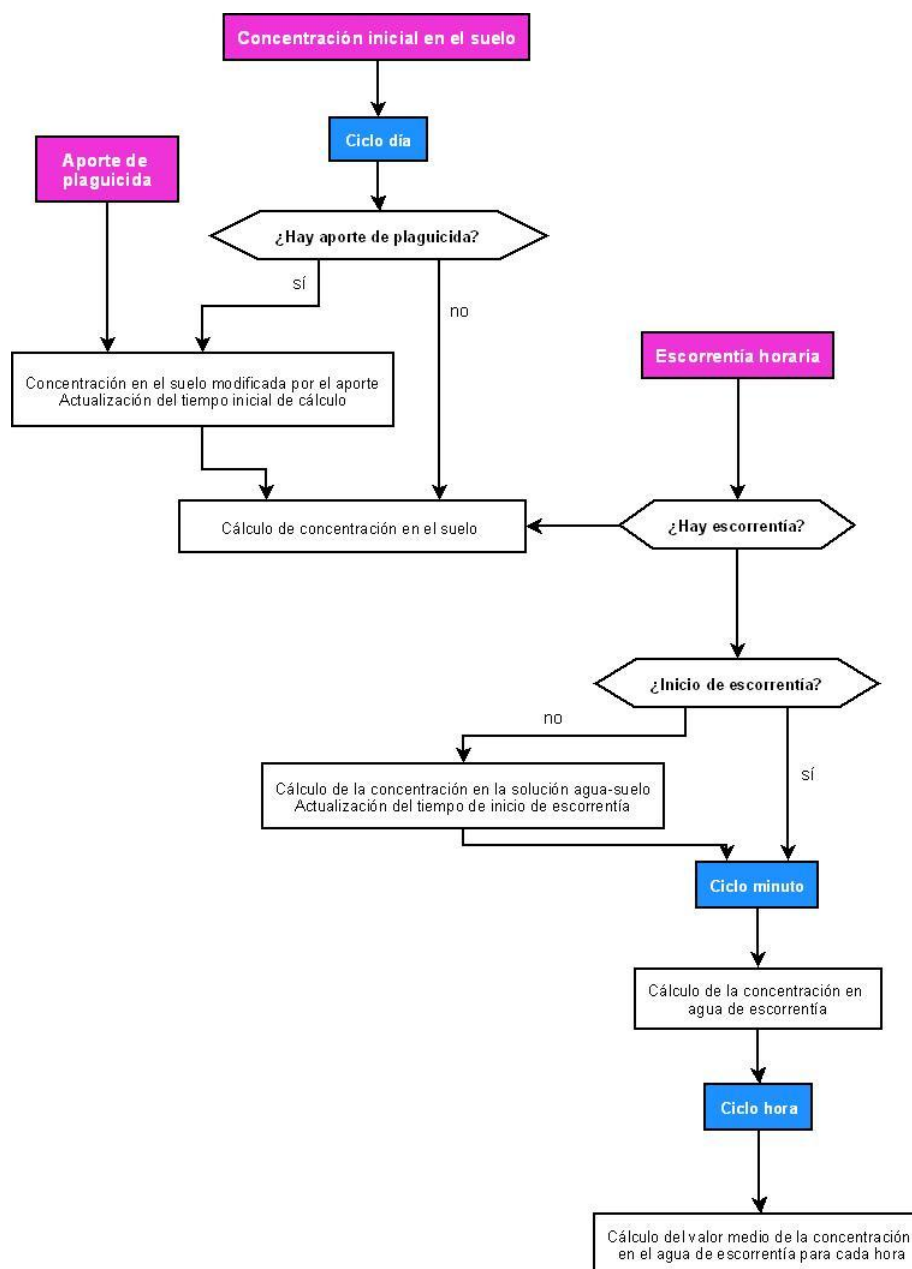 Concentración inicial en el suelo
Ciclo día
Aporte de
plaguicida
¿Hay aporte de plaguicida?
sí
no
Escorrentía horaria
Concentración en el suelo modificada por el aporte
Actualización del tiempo inicial de cálculo
Cálculo de concentración en el suelo
¿Hay escorrentía?
¿Inicio de escorrentía?
no
sí
Cálculo de la concentración en la solución agua-suelo
Actualización del tiempo de inicio de escorrentía
Ciclo minuto
Cálculo de la concentración en
agua de escorrentía
Ciclo hora
Cálculo del valor medio de la concentración
en el agua de escorrentía para cada hora